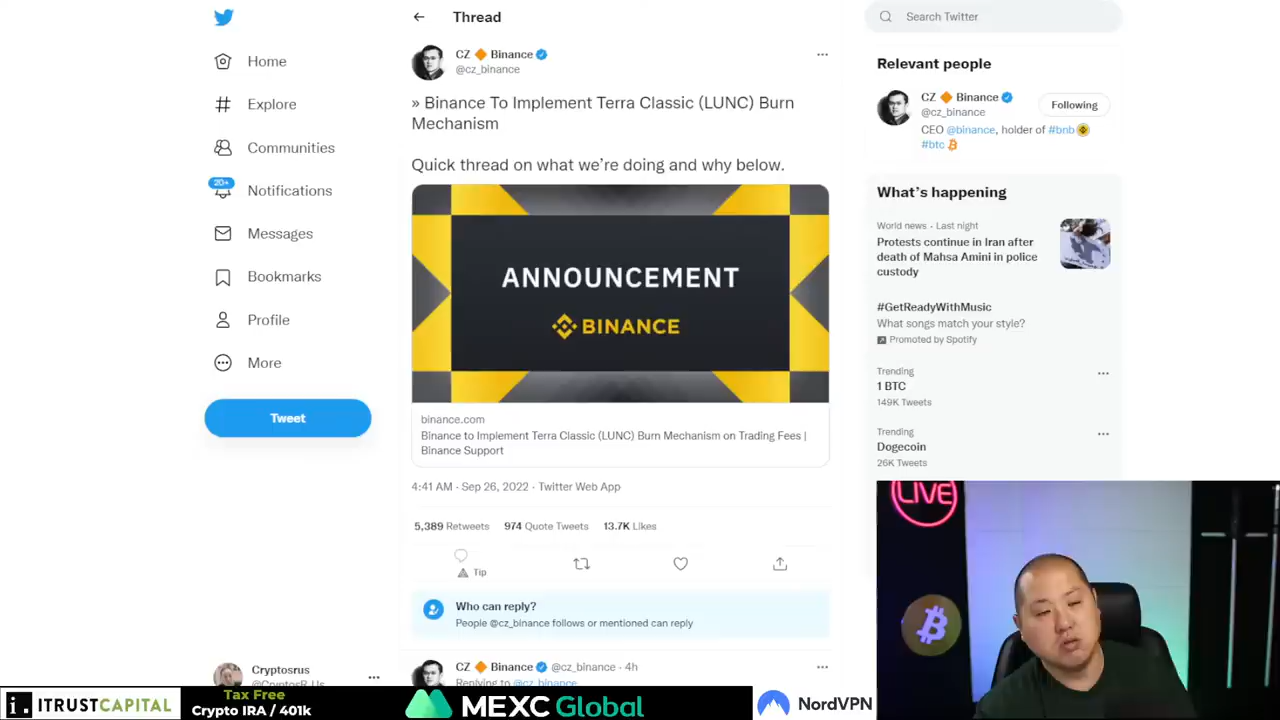 Home
Explore
Communities
20+
Notifications
Messages
Bookmarks
Profile
More
Tweet
Cryptosrus
@CryptosR_Us
Thread
CZ 🔶 Binance
@cz_binance
» Binance To Implement Terra Classic (LUNC) Burn
Mechanism
Quick thread on what we're doing and why below.
ANNOUNCEMENT
BINANCE
binance.com
Binance to Implement Terra Classic (LUNC) Burn Mechanism on Trading Fees |
Binance Support
4:41 AM · Sep 26, 2022 · Twitter Web App
5,389 Retweets 974 Quote Tweets 13.7K Likes
Tip
Who can reply?
People @cz_binance follows or mentioned can reply
CZ 🔶 Binance @cz_binance · 4h
Replying to @cz_binance
Search Twitter
Relevant people
CZ 🔶 Binance
@cz_binance
Following
CEO @binance, holder of #bnb
#btc
What's happening
World news · Last night
Protests continue in Iran after
death of Mahsa Amini in police
custody
#GetReadyWithMusic
What songs match your style?
Promoted by Spotify
Trending
1 BTC
149K Tweets
Trending
Dogecoin
26K Tweets
LIVE
i. ITRUSTCAPITAL
Tax Free
Crypto IRA / 401k
MEXC Global
NordVPN